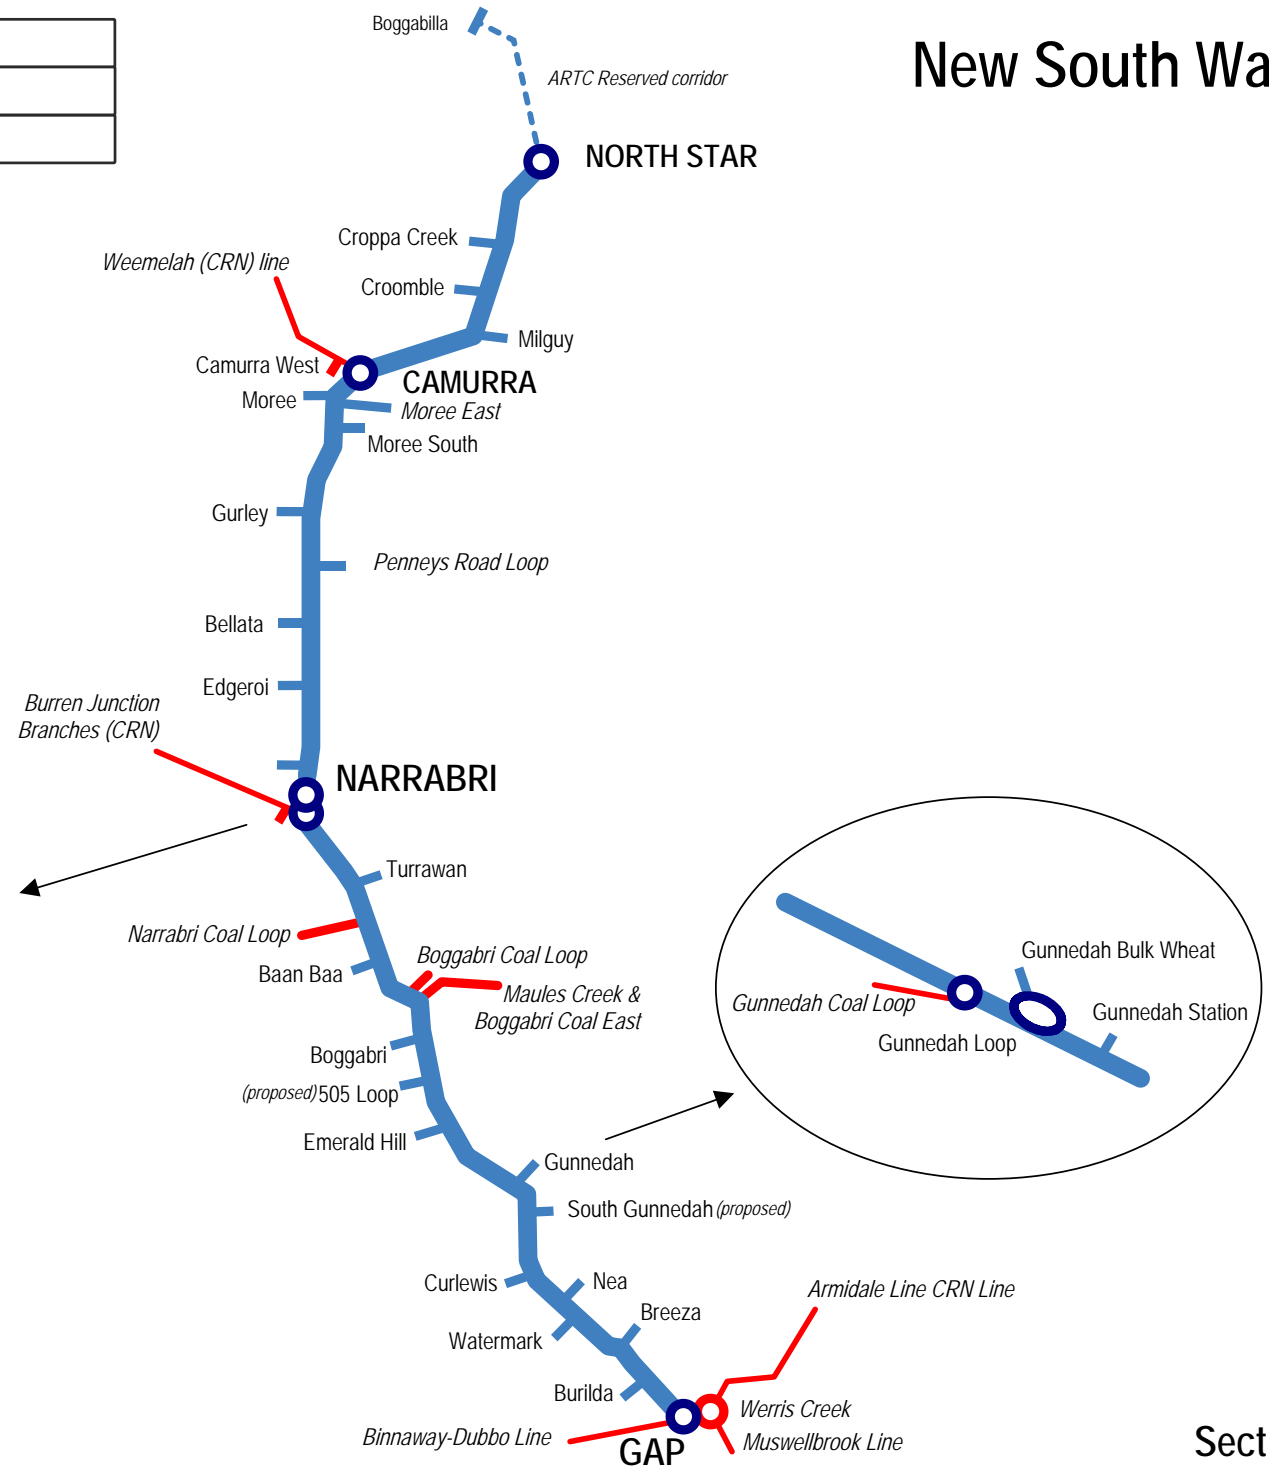 Boggabilla
New South Wa
ARTC Reserved corridor
NORTH STAR
Croppa Creek
Weemelah (CRN) line
Croomble
Milguy
Camurra West
CAMURRA
Moree
Moree East
Moree South
Gurley
Penneys Road Loop
Bellata
Edgeroi
Burren Junction
Branches (CRN)
NARRABRI
Turrawan
Narrabri Coal Loop
Baan Baa
Boggabri Coal Loop
Maules Creek &
Boggabri Coal East
Gunnedah Bulk Wheat
Gunnedah Coal Loop
Gunnedah Station
Gunnedah Loop
Boggabri
(proposed) 505 Loop
Emerald Hill
Gunnedah
South Gunnedah (proposed)
Curlewis
Nea
Armidale Line CRN Line
Breeza
Watermark
Burilda
Werris Creek
Binnaway-Dubbo Line
Muswellbrook Line
GAP
Sect